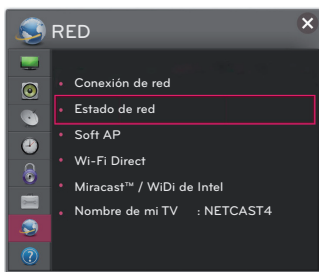 RED
• Conexión de red
• Estado de red
• Soft AP
• Wi-Fi Direct
• Miracast™ / WiDi de Intel
• Nombre de mi TV : NETCAST4